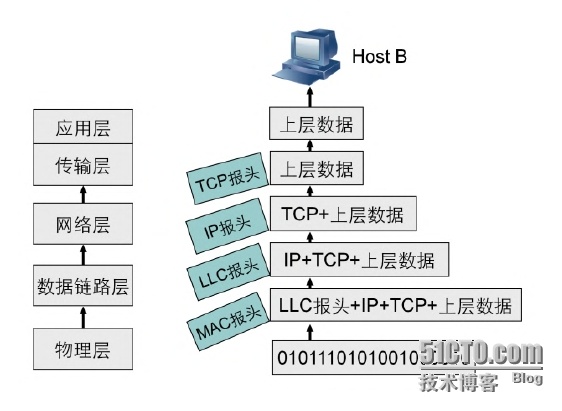 Host B
应用层
上层数据
传输层
TCP报头
上层数据
网络层
IP报头
TCP+上层数据
数据链路层
LLC报头
IP+TCP+上层数据
MAC报头
LLC报头+IP+TCP+上层数据
物理层
0101110101001010
51CTO.com
技术博客 Blog